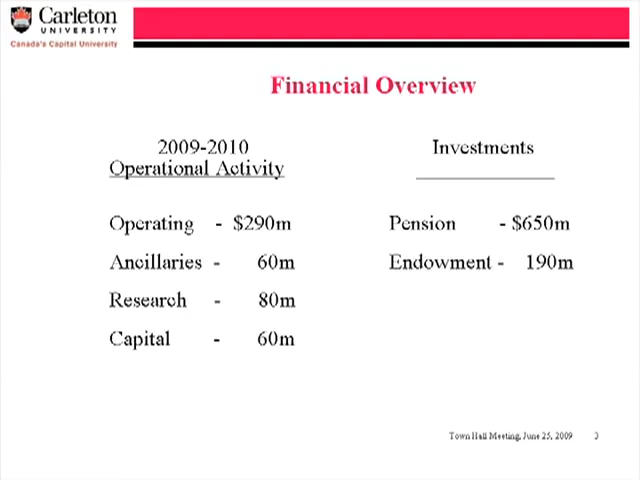 Carleton
UNIVERSITY
Canada's Capital University
Financial Overview
2009-2010
Operational Activity
Operating - $290m
Ancillaries - 60m
Research - 80m
Capital - 60m
Investments
Pension - $650m
Endowment - 190m
Town Hall Meeting, June 25, 2009